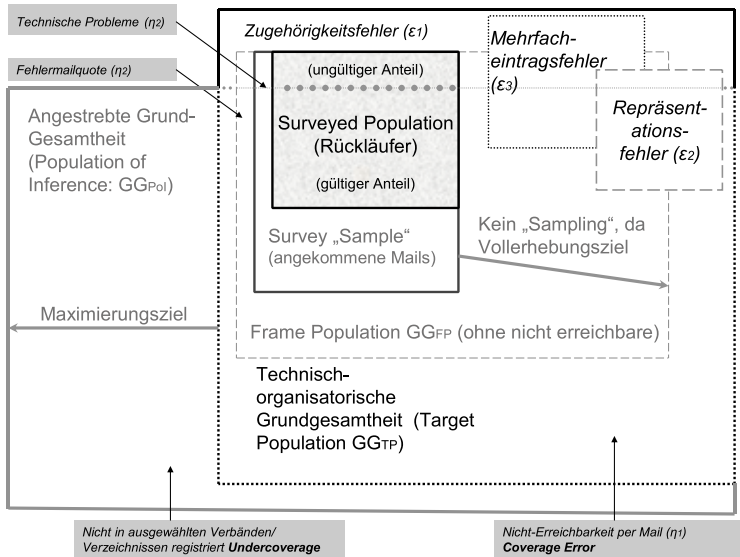 Technische Probleme (η2)
Zugehörigkeitsfehler (ε1)
Mehrfach-
eintragsfehler
(ε3)
Fehlermailquote (η2)
(ungültiger Anteil)
Repräsent-
ations-
fehler (ε2)
Angestrebte Grund-
Gesamtheit
(Population of
Inference: GGPoI)
Surveyed Population
(Rückläufer)
(gültiger Anteil)
Survey „Sample“
(angekommene Mails)
Kein „Sampling“, da
Vollerhebungsziel
Maximierungsziel
Frame Population GGFP (ohne nicht erreichbare)
Technisch-
organisatorische
Grundgesamtheit (Target
Population GGTP)
Nicht in ausgewählten Verbänden/
Verzeichnissen registriert Undercoverage
Nicht-Erreichbarkeit per Mail (η1)
Coverage Error